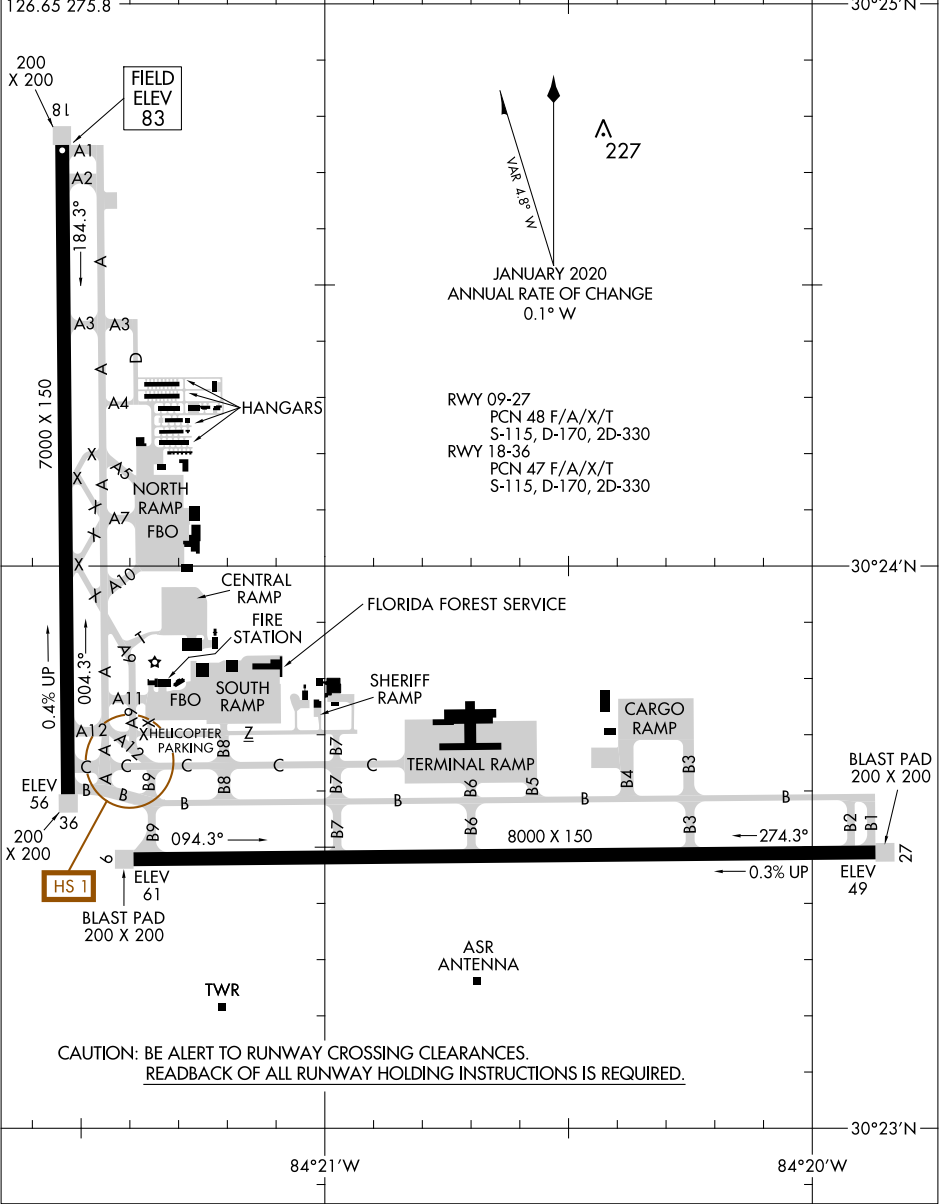 126.65 275.8
30°25'N
200
X 200
18
FIELD
ELEV
83
227
VAR 4.8° W
JANUARY 2020
ANNUAL RATE OF CHANGE
0.1° W
A1
A2
184.3°
A
A3
A3
A
D
A4
7000 X 150
HANGARS
RWY 09-27
PCN 48 F/A/X/T
S-115, D-170, 2D-330
RWY 18-36
PCN 47 F/A/X/T
S-115, D-170, 2D-330
X
X
A5
A
X
X
A7
NORTH
RAMP
FBO
X
A10
X
30°24'N
CENTRAL
RAMP
FIRE
STATION
FLORIDA FOREST SERVICE
T
A9
A
0.4% UP
004.3°
A11
A9
X
X
FBO
SOUTH
RAMP
SHERIFF
RAMP
CARGO
RAMP
A12
A12
A
HELICOPTER
PARKING
Z
B8
B7
TERMINAL RAMP
C
C
C
C
A
B9
B8
B7
B6
B5
B4
B3
BLAST PAD
200 X 200
ELEV
56
36
B
B
B
B
B
B
200
X 200
B9
094.3°
B7
B6
8000 X 150
B3
274.3°
B2
B1
9
27
HS 1
ELEV
61
0.3% UP
ELEV
49
BLAST PAD
200 X 200
ASR
ANTENNA
TWR
CAUTION: BE ALERT TO RUNWAY CROSSING CLEARANCES.
READBACK OF ALL RUNWAY HOLDING INSTRUCTIONS IS REQUIRED.
30°23'N
84°21'W
84°20'W